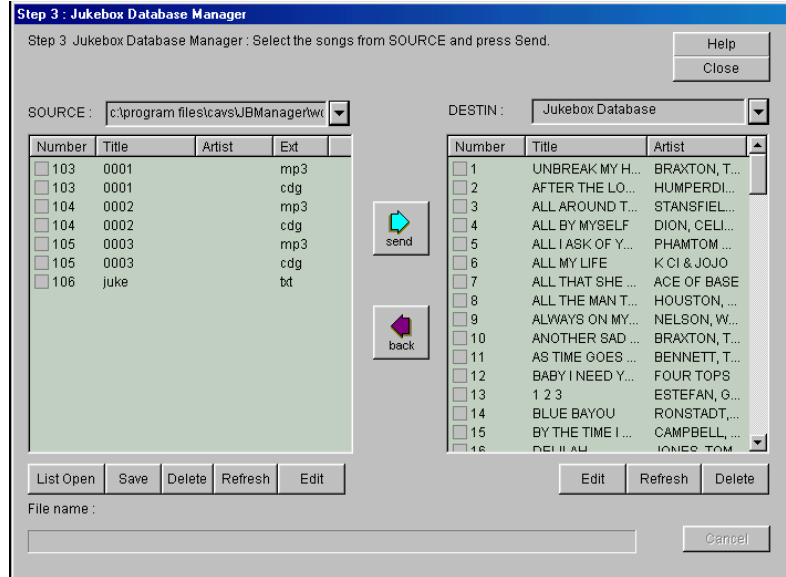 Step 3 : Jukebox Database Manager
Step 3 Jukebox Database Manager : Select the songs from SOURCE and press Send.
Help
Close
SOURCE : c:\program files\cavs\JBManager\wo
DESTIN : Jukebox Database
Number Title Artist Ext
103 0001 mp3
103 0001 cdg
104 0002 mp3
104 0002 cdg
105 0003 mp3
105 0003 cdg
106 juke txt
send
back
Number Title Artist
1 UNBREAK MY H... BRAXTON, T...
2 AFTER THE LO... HUMPERDI...
3 ALL AROUND T... STANSFIEL...
4 ALL BY MYSELF DION, CELI...
5 ALL I ASK OF Y... PHAMTOM ...
6 ALL MY LIFE K CI & JOJO
7 ALL THAT SHE ... ACE OF BASE
8 ALL THE MAN T... HOUSTON, ...
9 ALWAYS ON MY... NELSON, W...
10 ANOTHER SAD ... BRAXTON, T...
11 AS TIME GOES ... BENNETT, T...
12 BABY I NEED Y... FOUR TOPS
13 1 2 3 ESTEFAN, G...
14 BLUE BAYOU RONSTADT,...
15 BY THE TIME I ... CAMPBELL, ...
16 DELILAH JONES, TOM
List Open Save Delete Refresh Edit
Edit Refresh Delete
File name :
Cancel